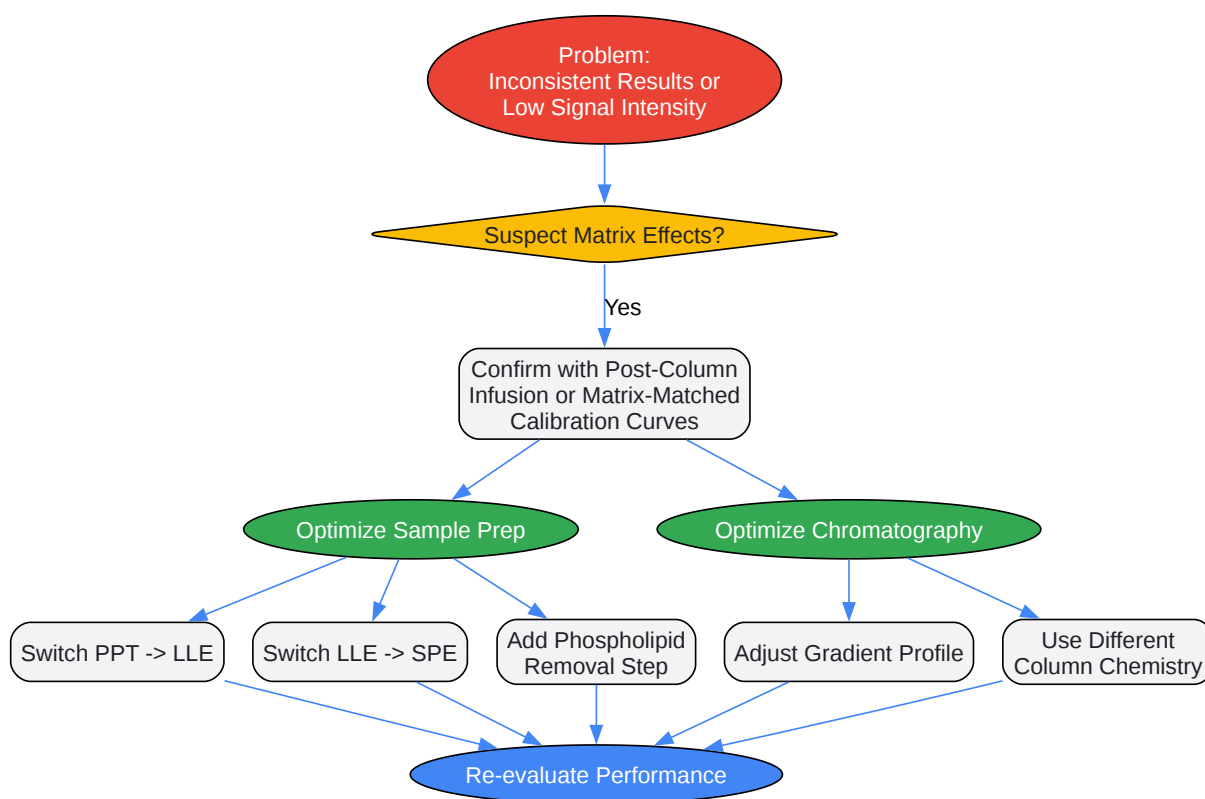 Problem:
Inconsistent Results or
Low Signal Intensity
Suspect Matrix Effects?
Yes
Confirm with Post-Column
Infusion or Matrix-Matched
Calibration Curves
Optimize Sample Prep
Optimize Chromatography
Switch PPT -> LLE
Switch LLE -> SPE
Add Phospholipid
Removal Step
Adjust Gradient Profile
Use Different
Column Chemistry
Re-evaluate Performance